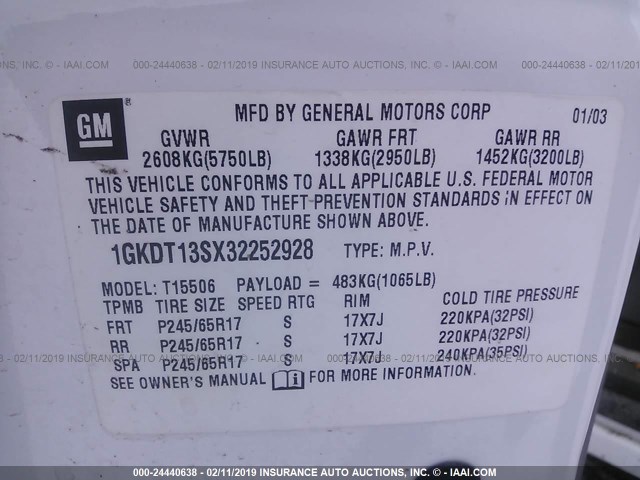 000-24440638 - 02/11/2019 INSURANCE AUTO AUCTIONS, INC. © - IAAI.COM
GM
MFD BY GENERAL MOTORS CORP 01/03
GVWR GAWR FRT GAWR RR
2608KG(5750LB) 1338KG(2950LB) 1452KG(3200LB)
THIS VEHICLE CONFORMS TO ALL APPLICABLE U.S. FEDERAL MOTOR
VEHICLE SAFETY AND THEFT PREVENTION STANDARDS IN EFFECT ON
THE DATE OF MANUFACTURE SHOWN ABOVE.
1GKDT13SX32252928 TYPE: M.P.V.
MODEL: T15506 PAYLOAD = 483KG(1065LB)
TPMB TIRE SIZE SPEED RTG RIM COLD TIRE PRESSURE
FRT P245/65R17 S 17X7J 220KPA(32PSI)
RR P245/65R17 S 17X7J 220KPA(32PSI)
SPA P245/65R17 S 17X7J 240KPA(35PSI)
SEE OWNER'S MANUAL FOR MORE INFORMATION.
000-24440638 - 02/11/2019 INSURANCE AUTO AUCTIONS, INC. © - IAAI.COM
000-24440638 - 02/11/2019 INSURANCE AUTO AUCTIONS, INC. © - IAAI.COM